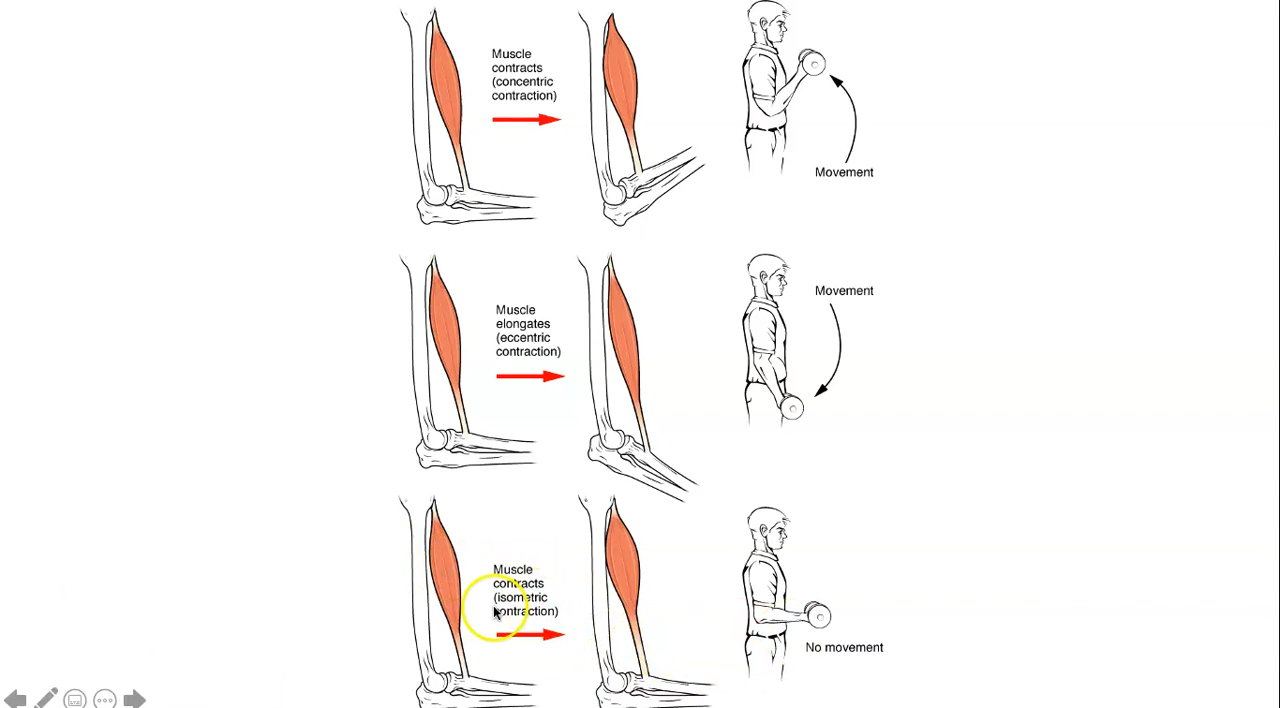 Muscle
contracts
(concentric
contraction)
Movement
Muscle
elongates
(eccentric
contraction)
Movement
Muscle
contracts
(isometric
contraction)
No movement